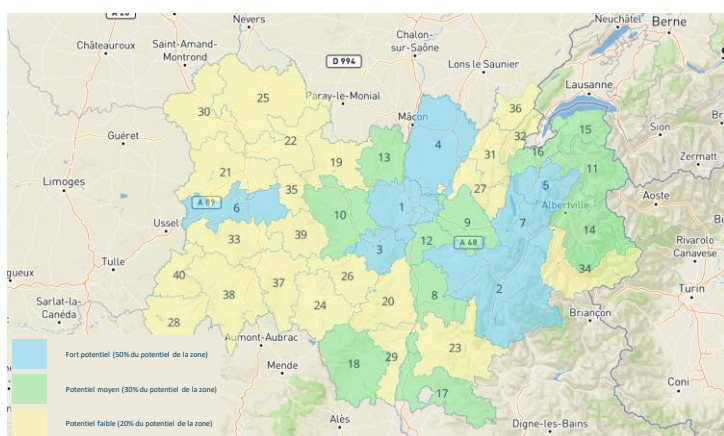 A 20
Nevers
Neuchâtel
Berne
Châteauroux
Saint-Amand-
Montrond
Chalon-
sur-Saône
D 994
Lons le Saunier
Lausanne
25
Paray-le-Monial
30
Mâcon
36
Sion
Guéret
22
4
32
15
Zermatt
19
13
31
16
11
21
27
Limoges
35
5
Aoste
A 89
6
10
1
9
Albertville
Ussel
7
14
33
39
3
12
A 48
Rivarolo
Canavese
Tulle
40
26
34
37
2
38
24
20
8
Turin
Sarlat-la-
Canéda
28
Briançon
Aumont-Aubrac
23
Fort potentiel (50% du potentiel de la zone)
Mende
18
29
Potentiel moyen (30% du potentiel de la zone)
17
Coni
Alès
Potentiel faible (20% du potentiel de la zone)
Digne-les-Bains